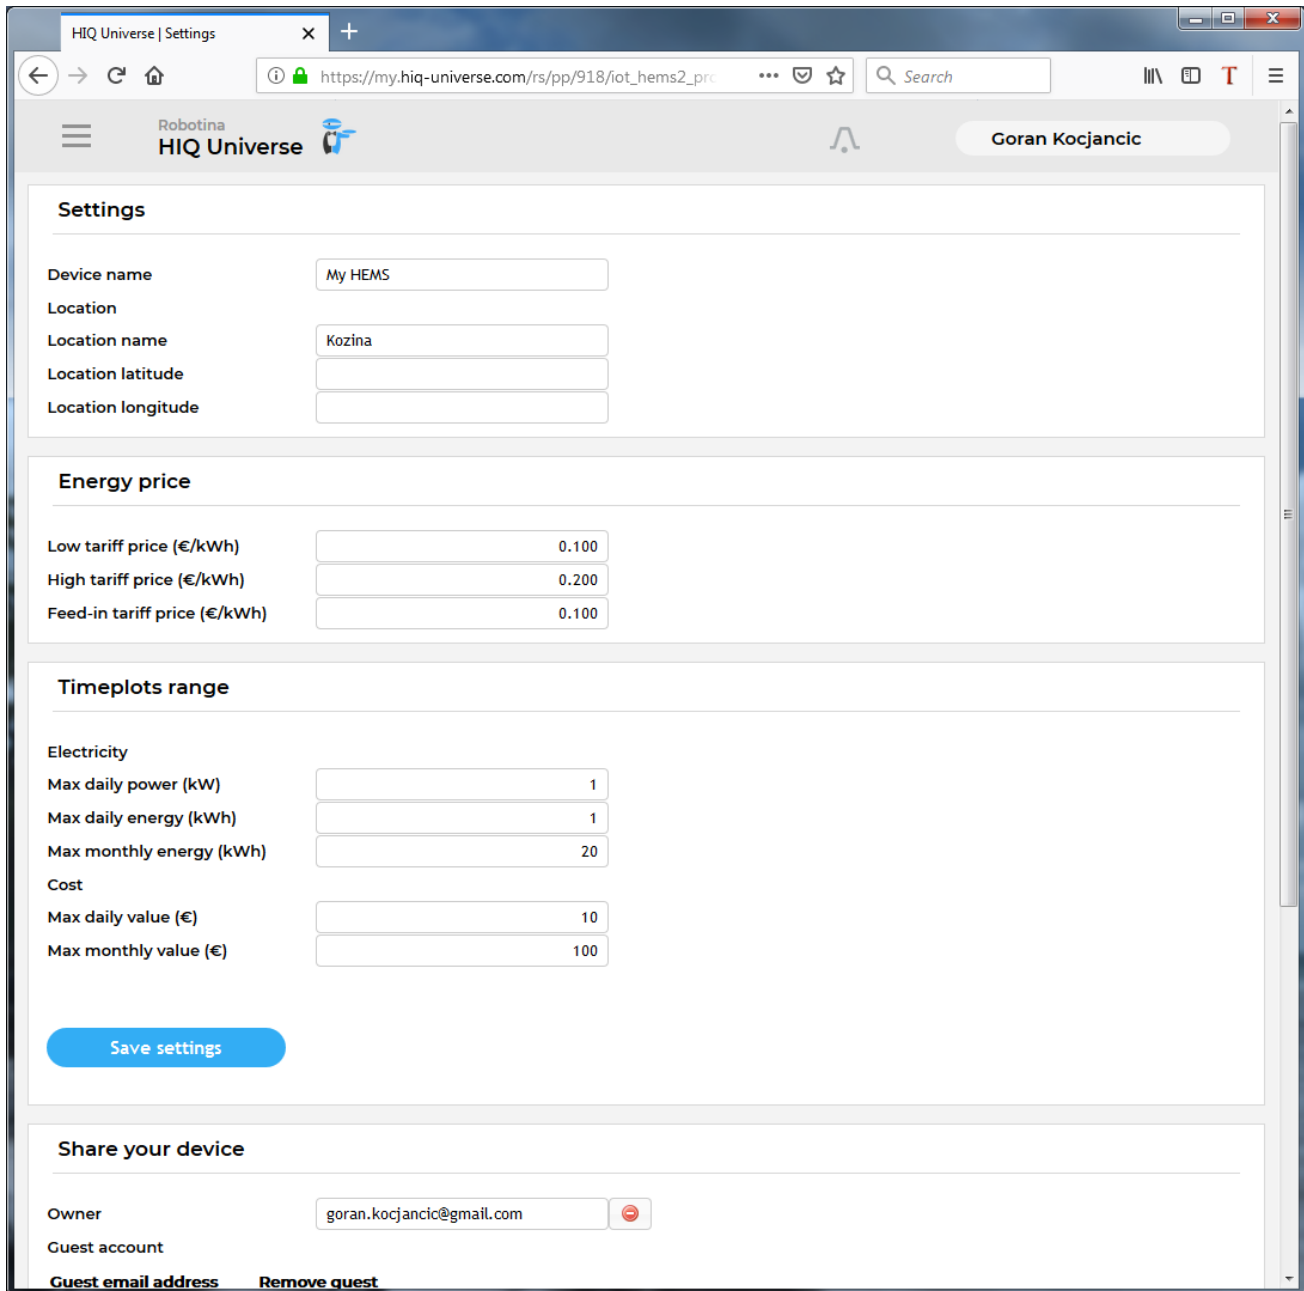 HIQ Universe | Settings
https://my.hiq-universe.com/rs/pp/918/iot_hems2_pro
Search
T
Robotina
HIQ Universe
Goran Kocjancic
Settings
Device name My HEMS
Location
Location name Kozina
Location latitude
Location longitude
Energy price
Low tariff price (€/kWh) 0.100
High tariff price (€/kWh) 0.200
Feed-in tariff price (€/kWh) 0.100
Timeplots range
Electricity
Max daily power (kW) 1
Max daily energy (kWh) 1
Max monthly energy (kWh) 20
Cost
Max daily value (€) 10
Max monthly value (€) 100
Save settings
Share your device
Owner goran.kocjancic@gmail.com
Guest account
Guest email address Remove guest